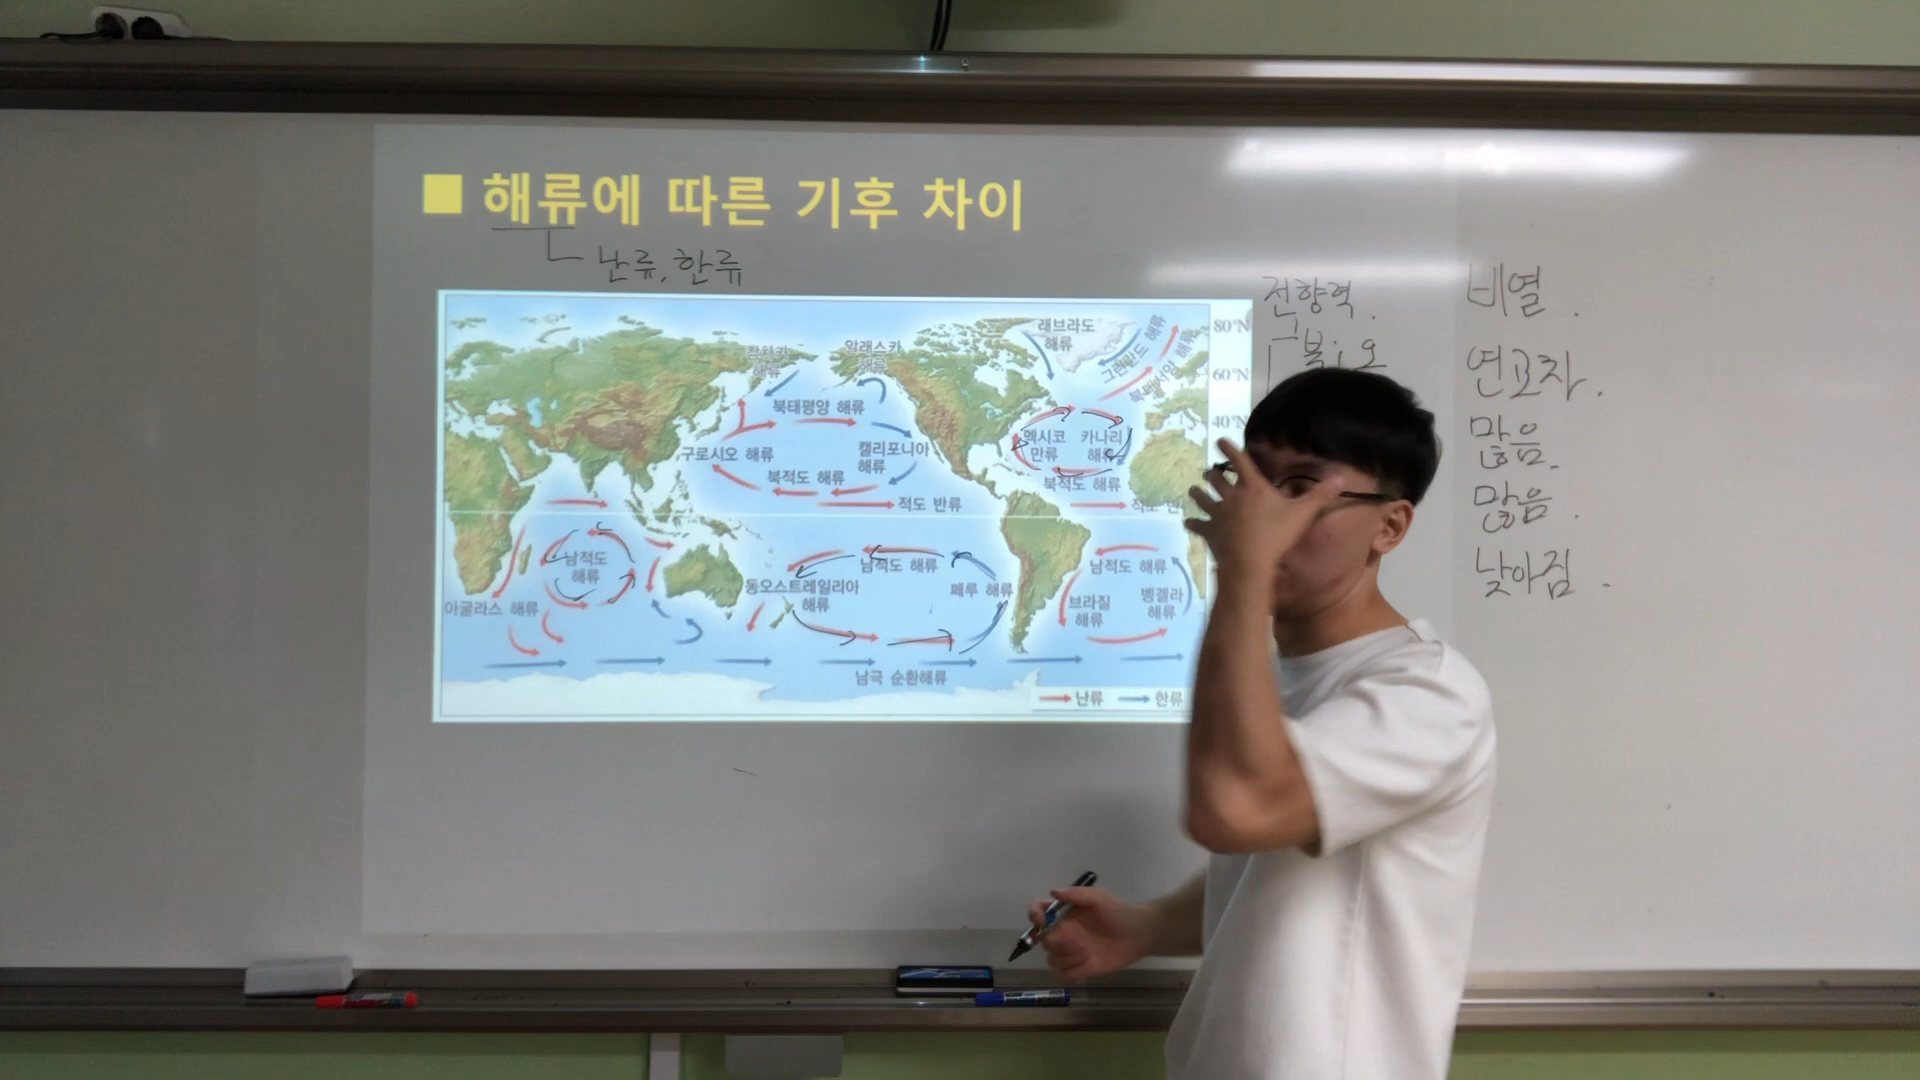 ■ 해류에 따른 기후 차이
난류, 한류
래브라도 해류
그린란드 해류
북대서양 해류
80°N
캄차카 해류
알래스카 해류
60°N
북태평양 해류
40°N
구로시오 해류
캘리포니아 해류
멕시코 만류
카나리 해류
북적도 해류
북적도 해류
적도 반류
적도
남적도 해류
남적도 해류
남적도 해류
동오스트레일리아 해류
페루 해류
아굴라스 해류
브라질 해류
벵겔라 해류
남극 순환해류
난류
한류
전향력.
비열.
연교차.
많음.
많음.
낮아짐.